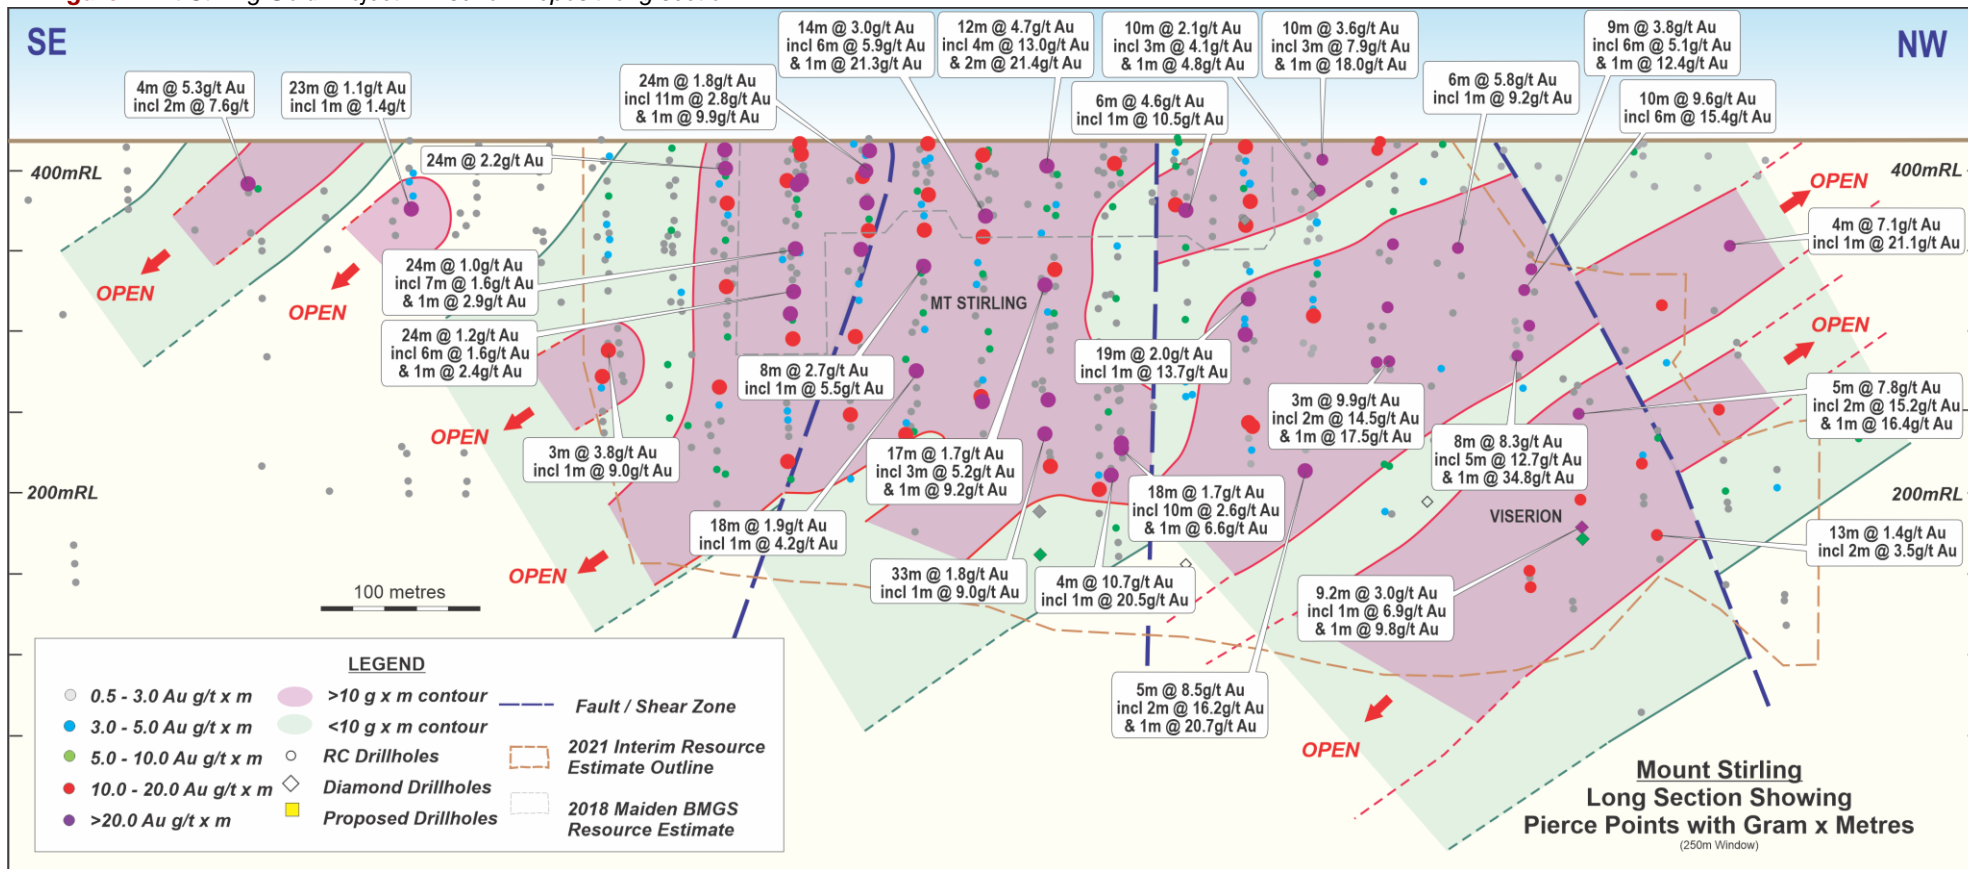 SE
NW
4m @ 5.3g/t Au
incl 2m @ 7.6g/t
23m @ 1.1g/t Au
incl 1m @ 1.4g/t
24m @ 1.8g/t Au
incl 11m @ 2.8g/t Au
& 1m @ 9.9g/t Au
14m @ 3.0g/t Au
incl 6m @ 5.9g/t Au
& 1m @ 21.3g/t Au
12m @ 4.7g/t Au
incl 4m @ 13.0g/t Au
& 2m @ 21.4g/t Au
10m @ 2.1g/t Au
incl 3m @ 4.1g/t Au
& 1m @ 4.8g/t Au
10m @ 3.6g/t Au
incl 3m @ 7.9g/t Au
& 1m @ 18.0g/t Au
6m @ 4.6g/t Au
incl 1m @ 10.5g/t Au
6m @ 5.8g/t Au
incl 1m @ 9.2g/t Au
9m @ 3.8g/t Au
incl 6m @ 5.1g/t Au
& 1m @ 12.4g/t Au
10m @ 9.6g/t Au
incl 6m @ 15.4g/t Au
24m @ 2.2g/t Au
400mRL
400mRL
OPEN
4m @ 7.1g/t Au
incl 1m @ 21.1g/t Au
OPEN
OPEN
24m @ 1.0g/t Au
incl 7m @ 1.6g/t Au
& 1m @ 2.9g/t Au
MT STIRLING
OPEN
24m @ 1.2g/t Au
incl 6m @ 1.6g/t Au
& 1m @ 2.4g/t Au
8m @ 2.7g/t Au
incl 1m @ 5.5g/t Au
19m @ 2.0g/t Au
incl 1m @ 13.7g/t Au
3m @ 9.9g/t Au
incl 2m @ 14.5g/t Au
& 1m @ 17.5g/t Au
5m @ 7.8g/t Au
incl 2m @ 15.2g/t Au
& 1m @ 16.4g/t Au
OPEN
3m @ 3.8g/t Au
incl 1m @ 9.0g/t Au
17m @ 1.7g/t Au
incl 3m @ 5.2g/t Au
& 1m @ 9.2g/t Au
8m @ 8.3g/t Au
incl 5m @ 12.7g/t Au
& 1m @ 34.8g/t Au
200mRL
200mRL
18m @ 1.7g/t Au
incl 10m @ 2.6g/t Au
& 1m @ 6.6g/t Au
VISERION
18m @ 1.9g/t Au
incl 1m @ 4.2g/t Au
13m @ 1.4g/t Au
incl 2m @ 3.5g/t Au
OPEN
33m @ 1.8g/t Au
incl 1m @ 9.0g/t Au
4m @ 10.7g/t Au
incl 1m @ 20.5g/t Au
9.2m @ 3.0g/t Au
incl 1m @ 6.9g/t Au
& 1m @ 9.8g/t Au
100 metres
5m @ 8.5g/t Au
incl 2m @ 16.2g/t Au
& 1m @ 20.7g/t Au
OPEN
LEGEND
0.5 - 3.0 Au g/t x m
3.0 - 5.0 Au g/t x m
5.0 - 10.0 Au g/t x m
10.0 - 20.0 Au g/t x m
>20.0 Au g/t x m
>10 g x m contour
<10 g x m contour
RC Drillholes
Diamond Drillholes
Proposed Drillholes
Fault / Shear Zone
2021 Interim Resource
Estimate Outline
2018 Maiden BMGS
Resource Estimate
Mount Stirling
Long Section Showing
Pierce Points with Gram x Metres
(250m Window)